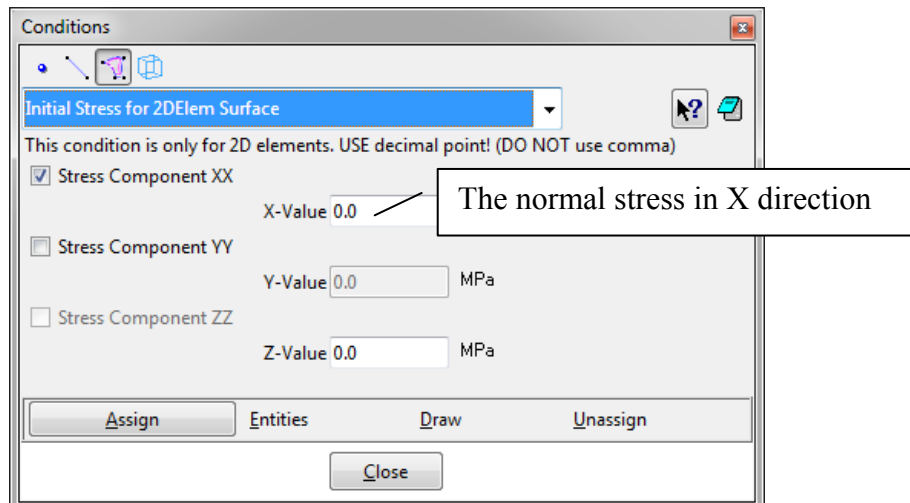 Conditions
Initial Stress for 2DElem Surface
This condition is only for 2D elements. USE decimal point! (DO NOT use comma)
Stress Component XX
X-Value 0.0
The normal stress in X direction
Stress Component YY
Y-Value 0.0 MPa
Stress Component ZZ
Z-Value 0.0 MPa
Assign Entities Draw Unassign
Close